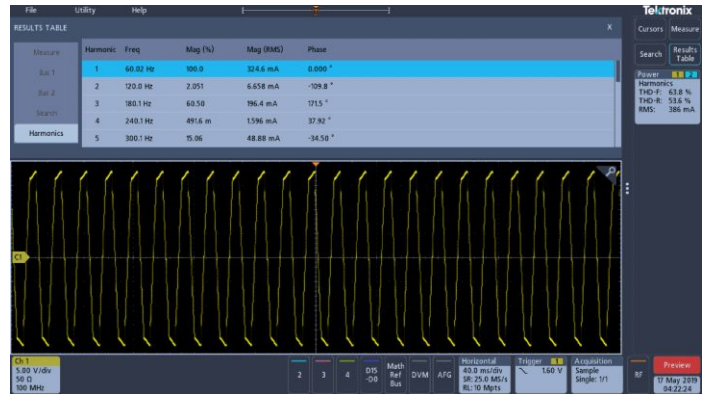 File Utility Help Tektronix
RESULTS TABLE X Cursors Measure
Measure
Bus 1
Bus 2
Search
Harmonics
Harmonic Freq Mag (%) Mag (RMS) Phase
1 60.02 Hz 100.0 324.6 mA 0.000 °
2 120.0 Hz 2.051 6.658 mA -109.8 °
3 180.1 Hz 60.50 196.4 mA 171.5 °
4 240.1 Hz 491.6 m 1.596 mA 37.92 °
5 300.1 Hz 15.06 48.88 mA -34.50 °
Search Results Table
Power 1 2
Harmonics
THD-F: 63.8 %
THD-R: 53.6 %
RMS: 386 mA
C1
Ch 1
5.00 V/div
50 Ω
100 MHz
2 3 4 D15-D0 Math Ref Bus DVM AFG
Horizontal
40.0 ms/div
SR: 25.0 MS/s
RL: 10 Mpts
Trigger 1
1.60 V
Acquisition
Sample
Single: 1/1
RF
Preview
17 May 2019
04:22:24